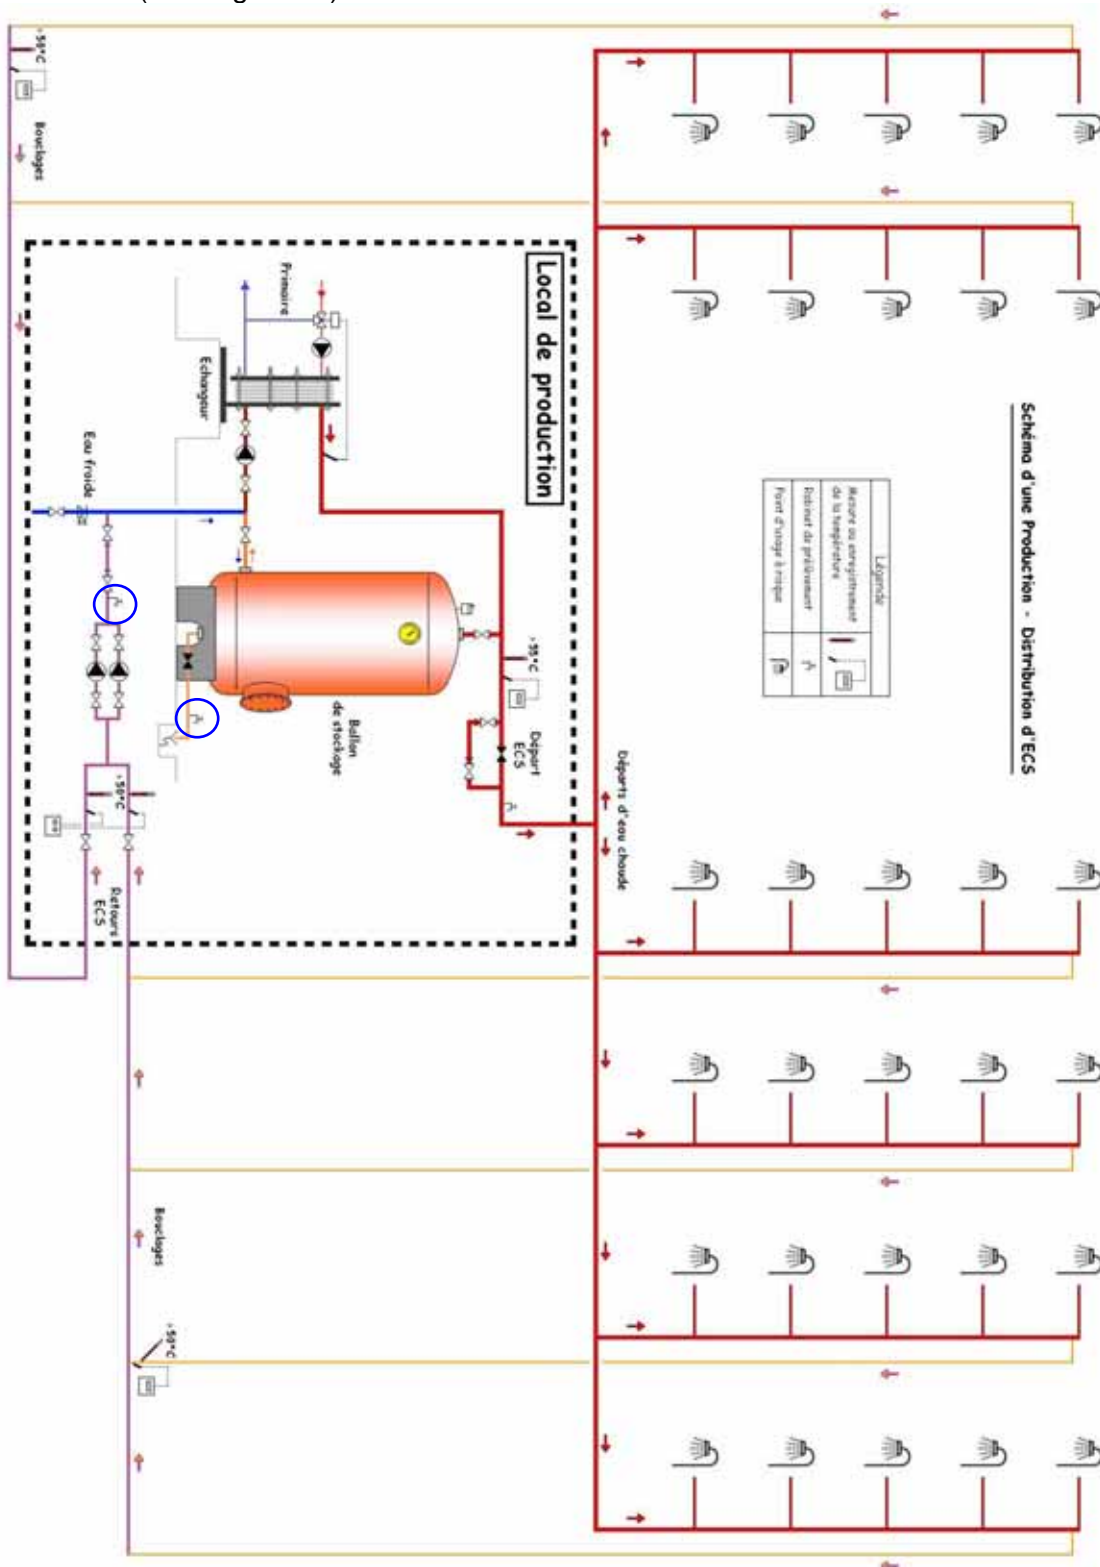 Schéma d'une Production - Distribution d'ECS
Légende
Mesure ou enregistrement
de la température
Robinet de prélèvement
Point d'usage à risque
Départs d'eau chaude
Local de production
Primaire
Echangeur
Eau froide
Ballon
de stockage
>55°C
Départ
ECS
>50°C
Retours
ECS
>50°C
Bouclages
Bouclages
>50°C